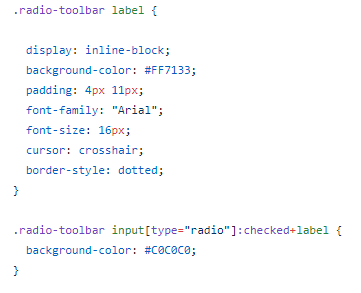 .radio-toolbar label {
display: inline-block;
background-color: #FF7133;
padding: 4px 11px;
font-family: "Arial";
font-size: 16px;
cursor: crosshair;
border-style: dotted;
}
.radio-toolbar input[type="radio"]:checked+label {
background-color: #C0C0C0;
}